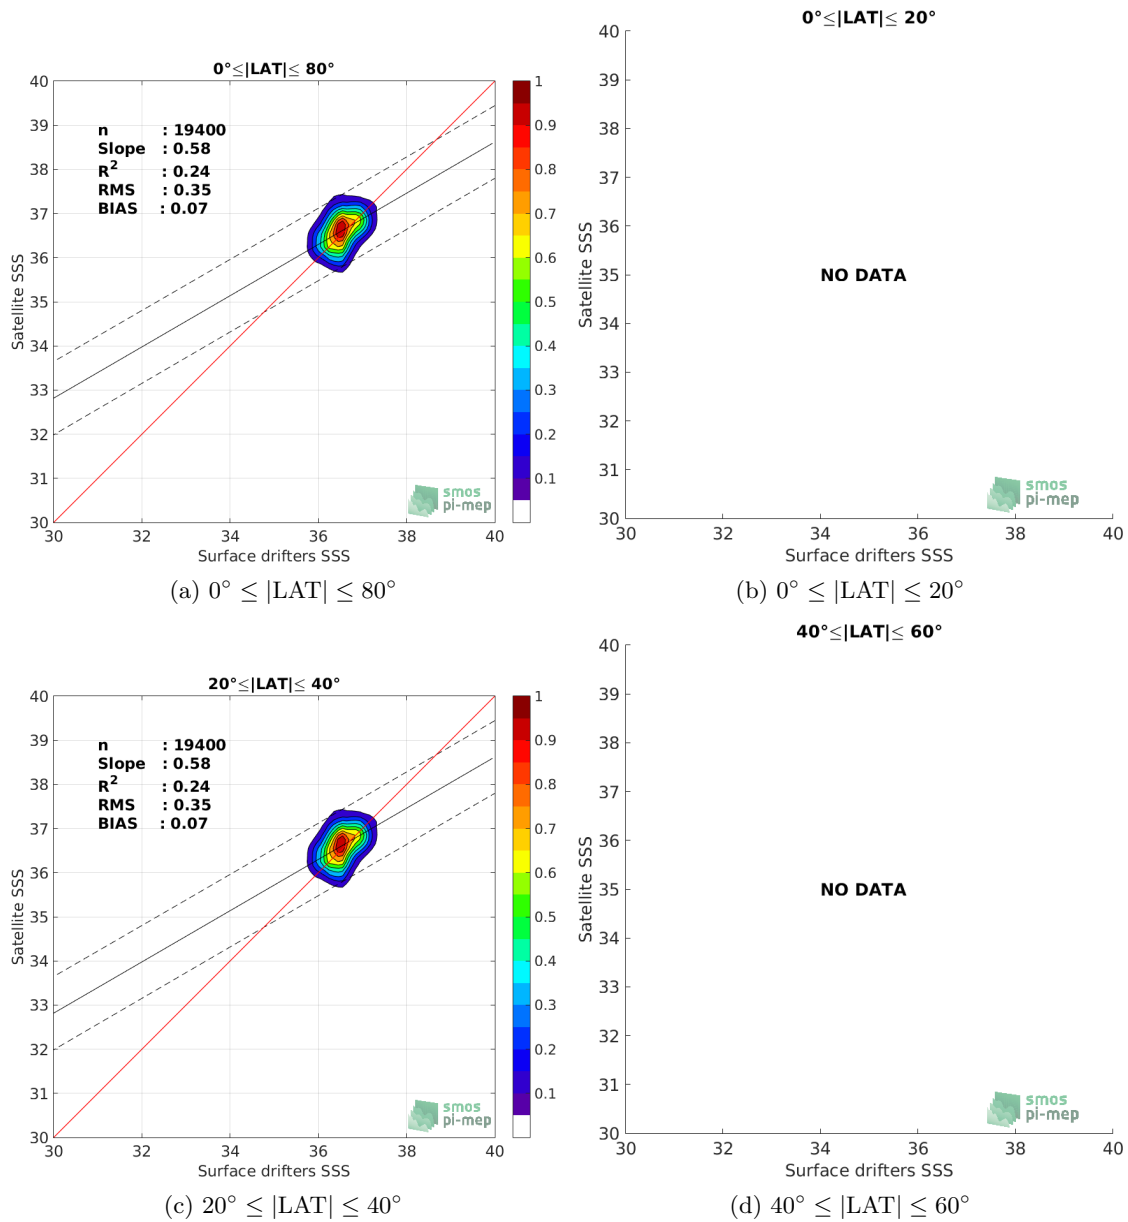 0°≤|LAT|≤ 80°
40
39
38
37
36
35
34
33
32
31
30
n : 19400
Slope : 0.58
R² : 0.24
RMS : 0.35
BIAS : 0.07
Satellite SSS
smos
pi-mep
30 32 34 36 38 40
Surface drifters SSS
1
0.9
0.8
0.7
0.6
0.5
0.4
0.3
0.2
0.1
(a) 0° ≤ |LAT| ≤ 80°
0°≤|LAT|≤ 20°
40
39
38
37
36
35
34
33
32
31
30
Satellite SSS
NO DATA
smos
pi-mep
30 32 34 36 38 40
Surface drifters SSS
(b) 0° ≤ |LAT| ≤ 20°
20°≤|LAT|≤ 40°
40
39
38
37
36
35
34
33
32
31
30
n : 19400
Slope : 0.58
R² : 0.24
RMS : 0.35
BIAS : 0.07
Satellite SSS
smos
pi-mep
30 32 34 36 38 40
Surface drifters SSS
1
0.9
0.8
0.7
0.6
0.5
0.4
0.3
0.2
0.1
(c) 20° ≤ |LAT| ≤ 40°
40°≤|LAT|≤ 60°
40
39
38
37
36
35
34
33
32
31
30
Satellite SSS
NO DATA
smos
pi-mep
30 32 34 36 38 40
Surface drifters SSS
(d) 40° ≤ |LAT| ≤ 60°